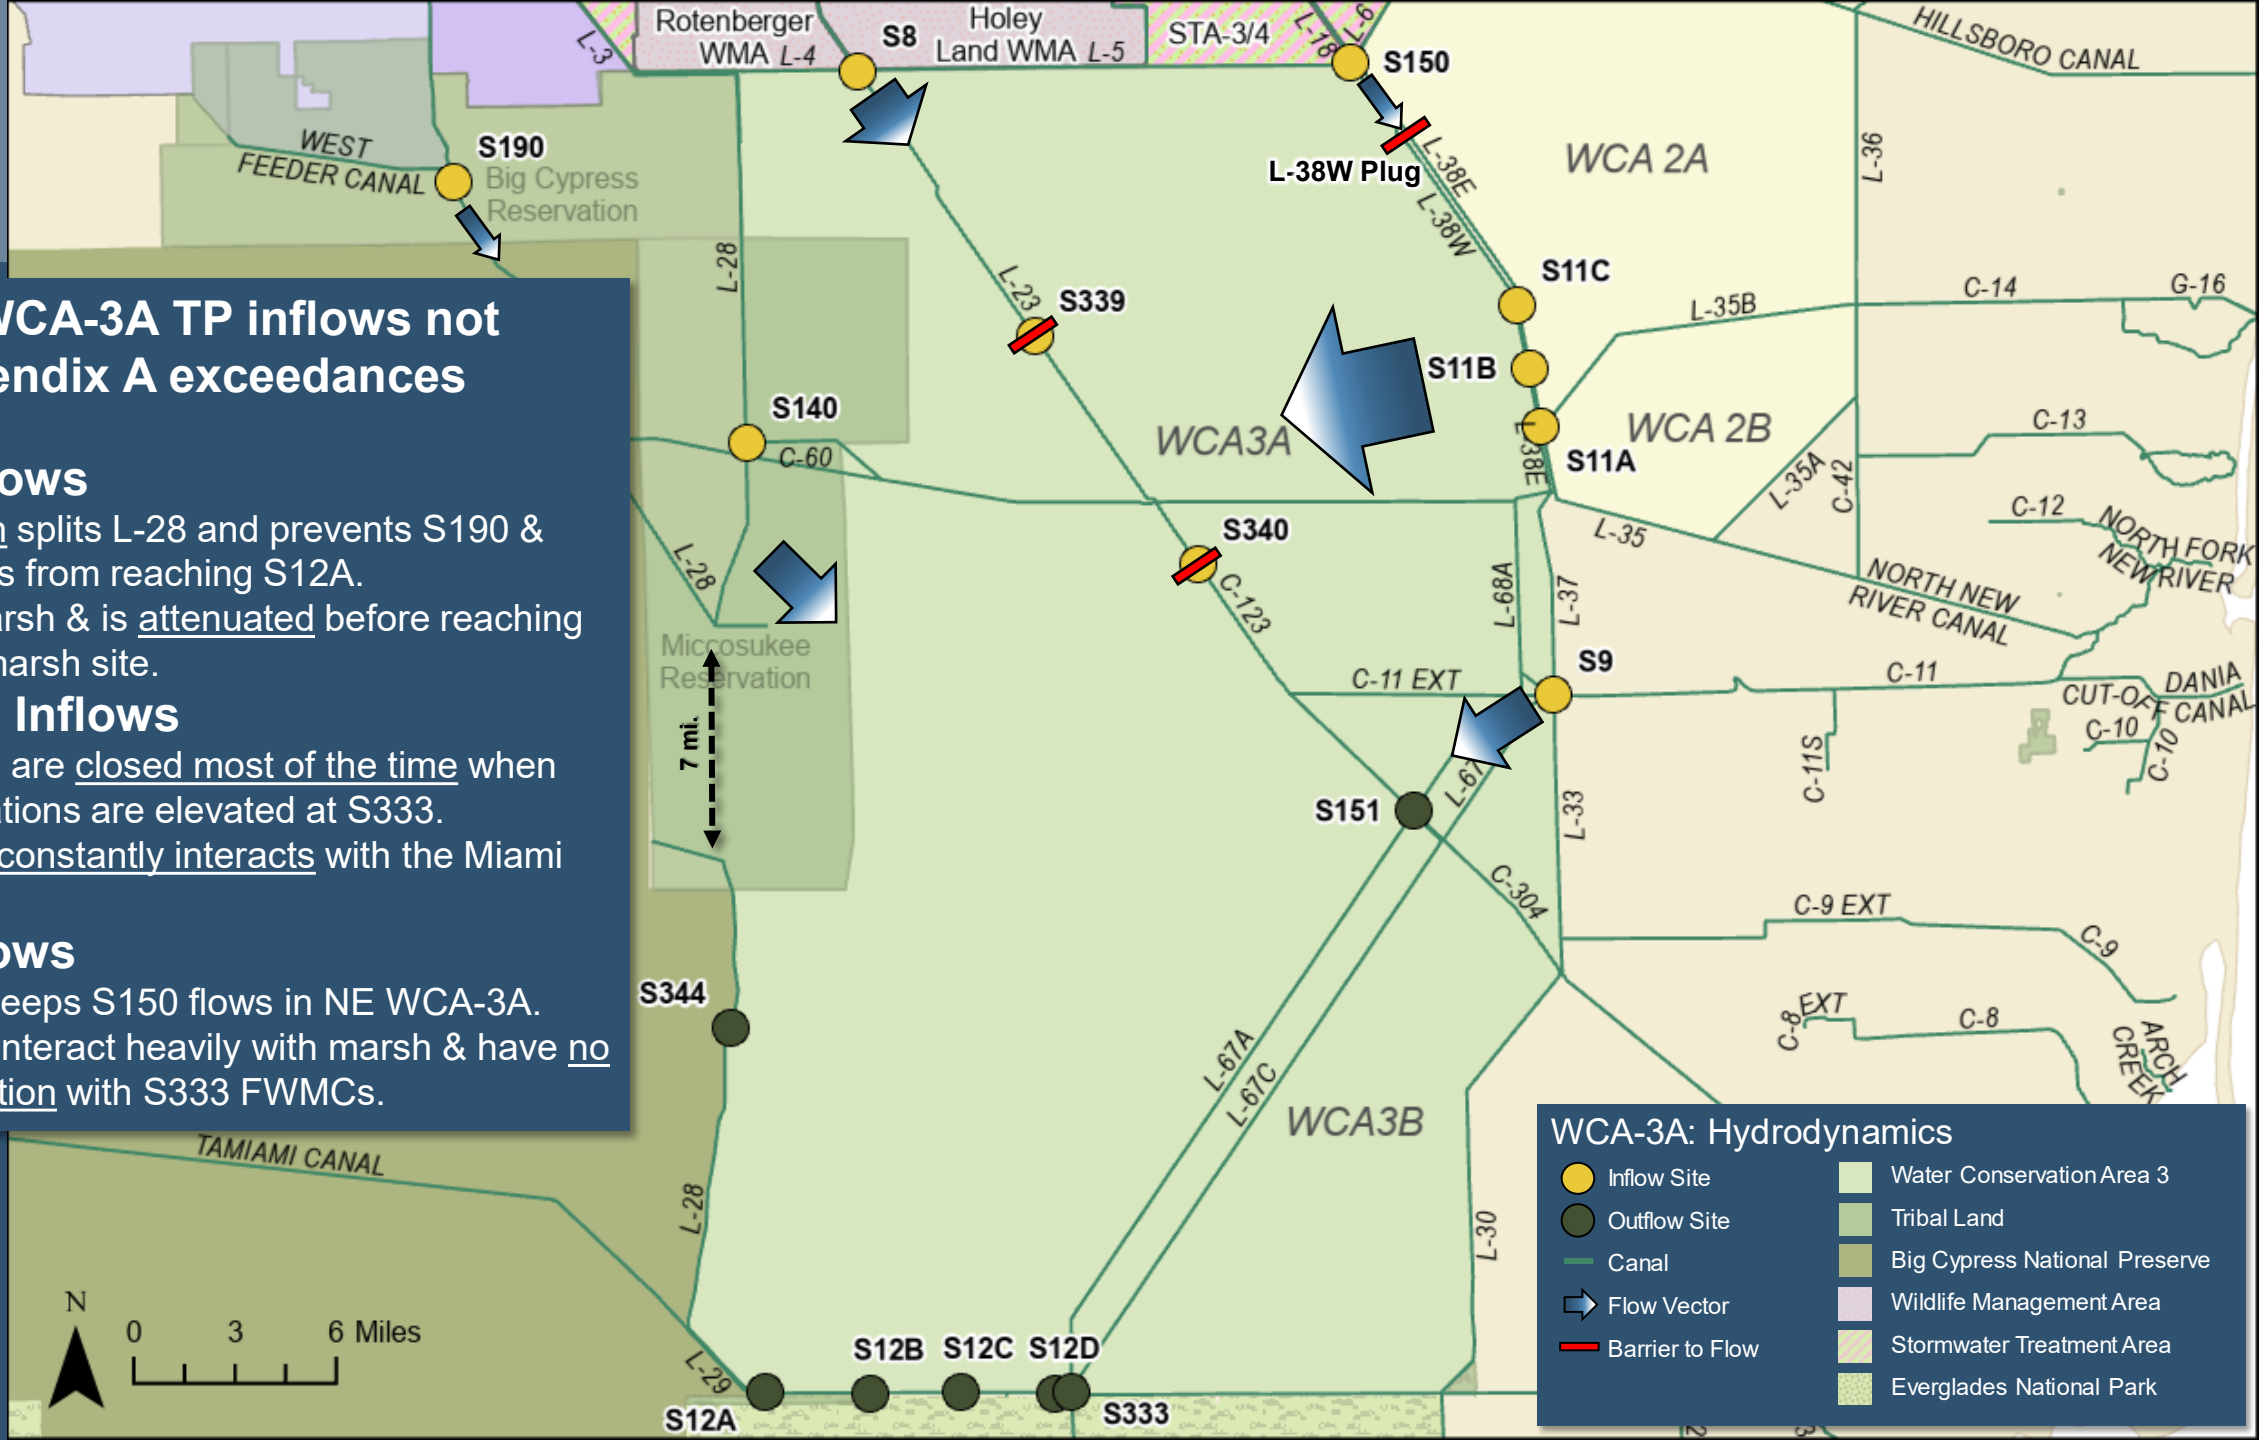 Rotenberger
WMA L-4
S8
Holey
Land WMA L-5
STA-3/4
L-3
L-18
L-6
S150
HILLSBORO CANAL
WEST
FEEDER CANAL
S190
Big Cypress
Reservation
L-38W Plug
L-38E
L-38W
WCA 2A
L-36
L-28
L-23
S339
S11C
C-14
G-16
L-35B
S11B
WCA3A
WCA 2B
S11A
L-38E
C-13
S140
C-60
L-35A
C-42
C-12
NORTH FORK
NEW RIVER
L-35
NORTH NEW
RIVER CANAL
S340
C-123
L-68A
L-37
L-28
Miccosukee
Reservation
7 mi.
C-11 EXT
S9
C-11
DANIA
CUT-OFF CANAL
C-10
C-10
C-11S
S151
L-67
L-33
C-304
C-9 EXT
C-9
C-8 EXT
C-8
ARCH
CREEK
S344
L-67A
L-67C
WCA3B
L-30
TAMIAMI CANAL
L-28
L-29
S12A
S12B
S12C
S12D
S333
N
0 3 6 Miles
WCA-3A TP inflows not
endix A exceedances
ows
splits L-28 and prevents S190 &
s from reaching S12A.
arsh & is attenuated before reaching
marsh site.
Inflows
are closed most of the time when
ations are elevated at S333.
constantly interacts with the Miami
ows
eeps S150 flows in NE WCA-3A.
nteract heavily with marsh & have no
tion with S333 FWMCs.
WCA-3A: Hydrodynamics
Inflow Site
Outflow Site
Canal
Flow Vector
Barrier to Flow
Water Conservation Area 3
Tribal Land
Big Cypress National Preserve
Wildlife Management Area
Stormwater Treatment Area
Everglades National Park